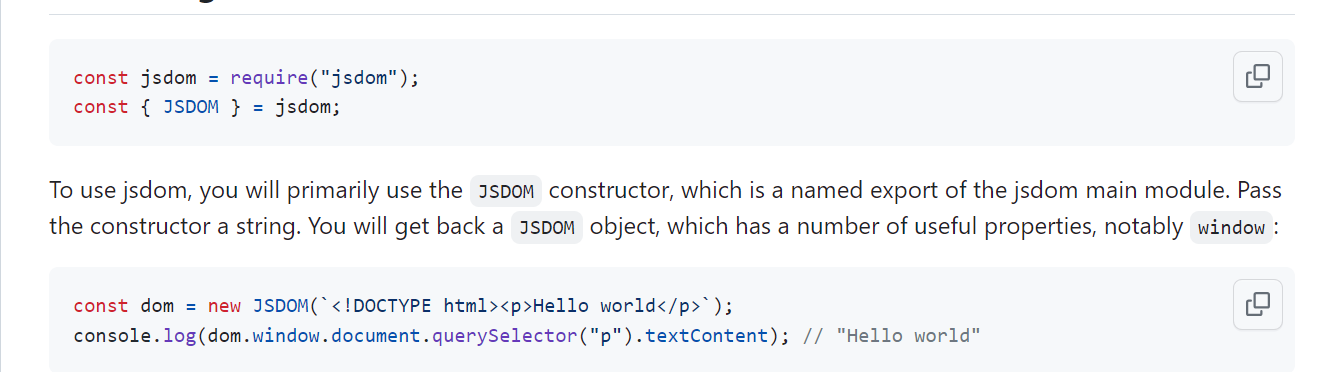 const jsdom = require("jsdom");
const { JSDOM } = jsdom;
To use jsdom, you will primarily use the JSDOM constructor, which is a named export of the jsdom main module. Pass
the constructor a string. You will get back a JSDOM object, which has a number of useful properties, notably window:
const dom = new JSDOM(`<!DOCTYPE html><p>Hello world</p>`);
console.log(dom.window.document.querySelector("p").textContent); // "Hello world"